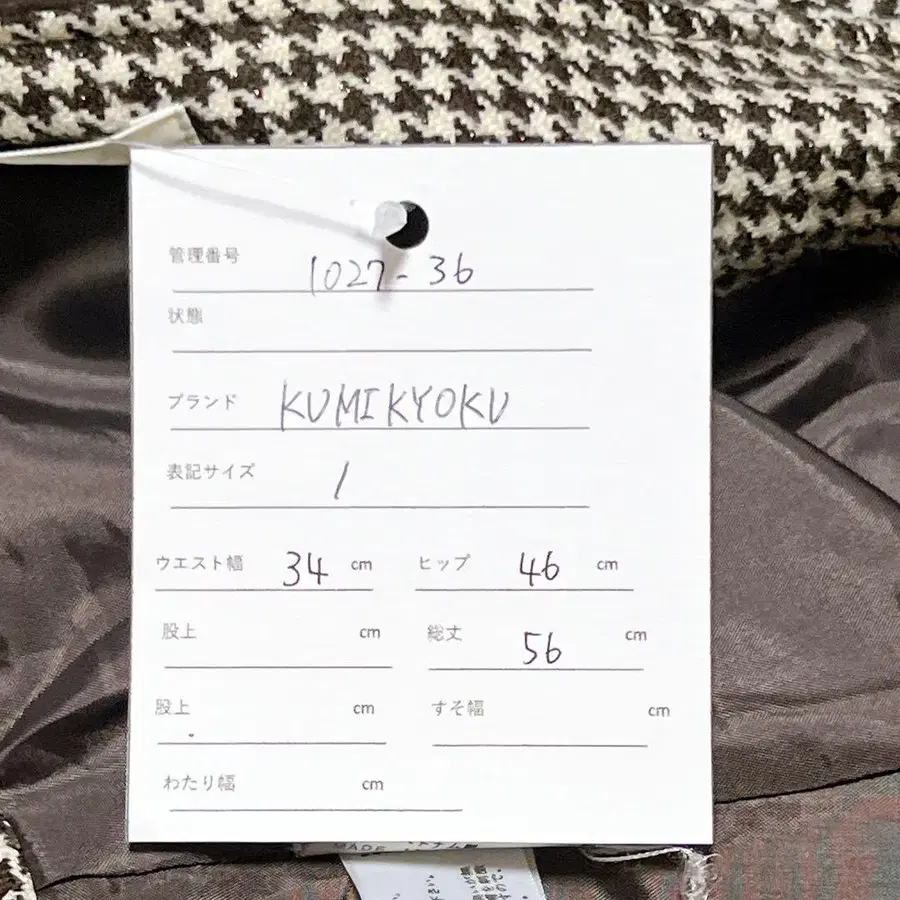 管理番号 1027-36
状態
ブランド KUMIKYOKU
表記サイズ 1
ウエスト幅 34 cm ヒップ 46 cm
股上 cm 総丈 56 cm
股上 cm すそ幅 cm
わたり幅 cm
MADE